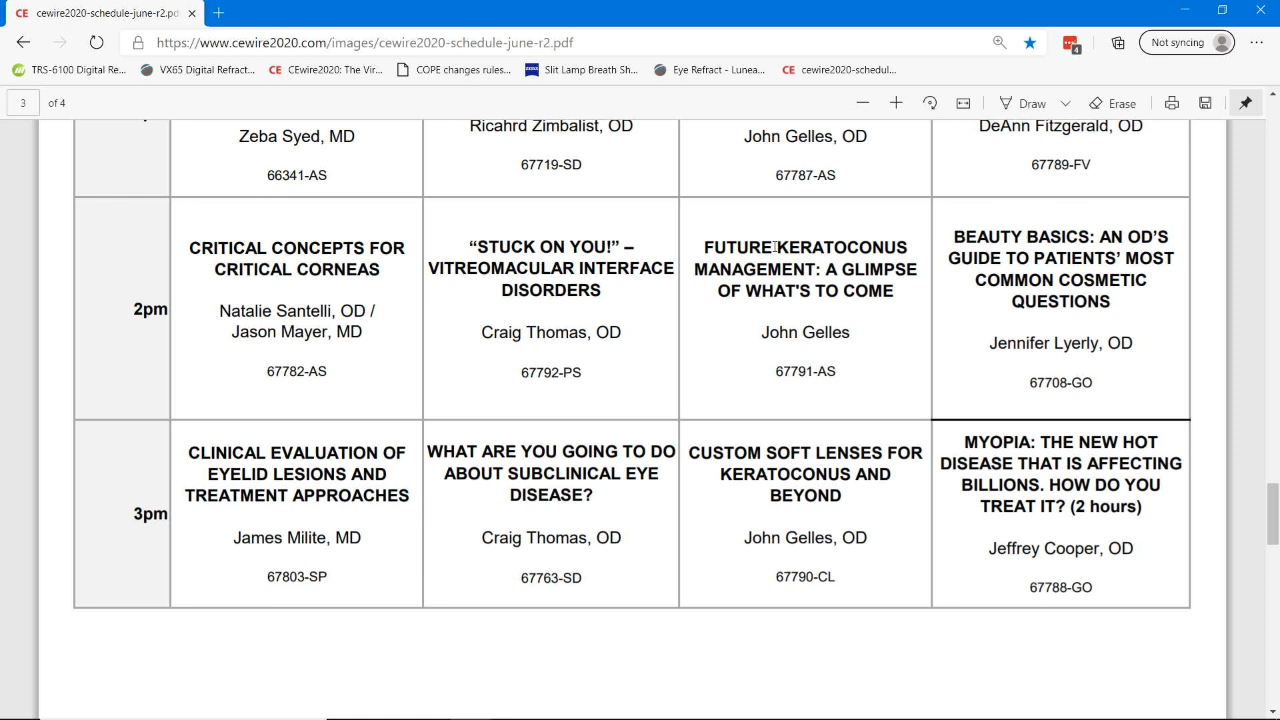 CE cewire2020-schedule-june-r2.pd
https://www.cewire2020.com/images/cewire2020-schedule-june-r2.pdf
4
Not syncing
TRS-6100 Digital Re...
VX65 Digital Refract...
CE CEwire2020: The Vir...
COPE changes rules...
ZEISS Slit Lamp Breath Sh...
Eye Refract - Lunea...
CE cewire2020-schedul...
3 of 4
Draw
Erase
Zeba Syed, MD
66341-AS
Ricahrd Zimbalist, OD
67719-SD
John Gelles, OD
67787-AS
DeAnn Fitzgerald, OD
67789-FV
2pm
CRITICAL CONCEPTS FOR
CRITICAL CORNEAS
Natalie Santelli, OD /
Jason Mayer, MD
67782-AS
“STUCK ON YOU!” –
VITREOMACULAR INTERFACE
DISORDERS
Craig Thomas, OD
67792-PS
FUTURE KERATOCONUS
MANAGEMENT: A GLIMPSE
OF WHAT'S TO COME
John Gelles
67791-AS
BEAUTY BASICS: AN OD’S
GUIDE TO PATIENTS’ MOST
COMMON COSMETIC
QUESTIONS
Jennifer Lyerly, OD
67708-GO
3pm
CLINICAL EVALUATION OF
EYELID LESIONS AND
TREATMENT APPROACHES
James Milite, MD
67803-SP
WHAT ARE YOU GOING TO DO
ABOUT SUBCLINICAL EYE
DISEASE?
Craig Thomas, OD
67763-SD
CUSTOM SOFT LENSES FOR
KERATOCONUS AND
BEYOND
John Gelles, OD
67790-CL
MYOPIA: THE NEW HOT
DISEASE THAT IS AFFECTING
BILLIONS. HOW DO YOU
TREAT IT? (2 hours)
Jeffrey Cooper, OD
67788-GO